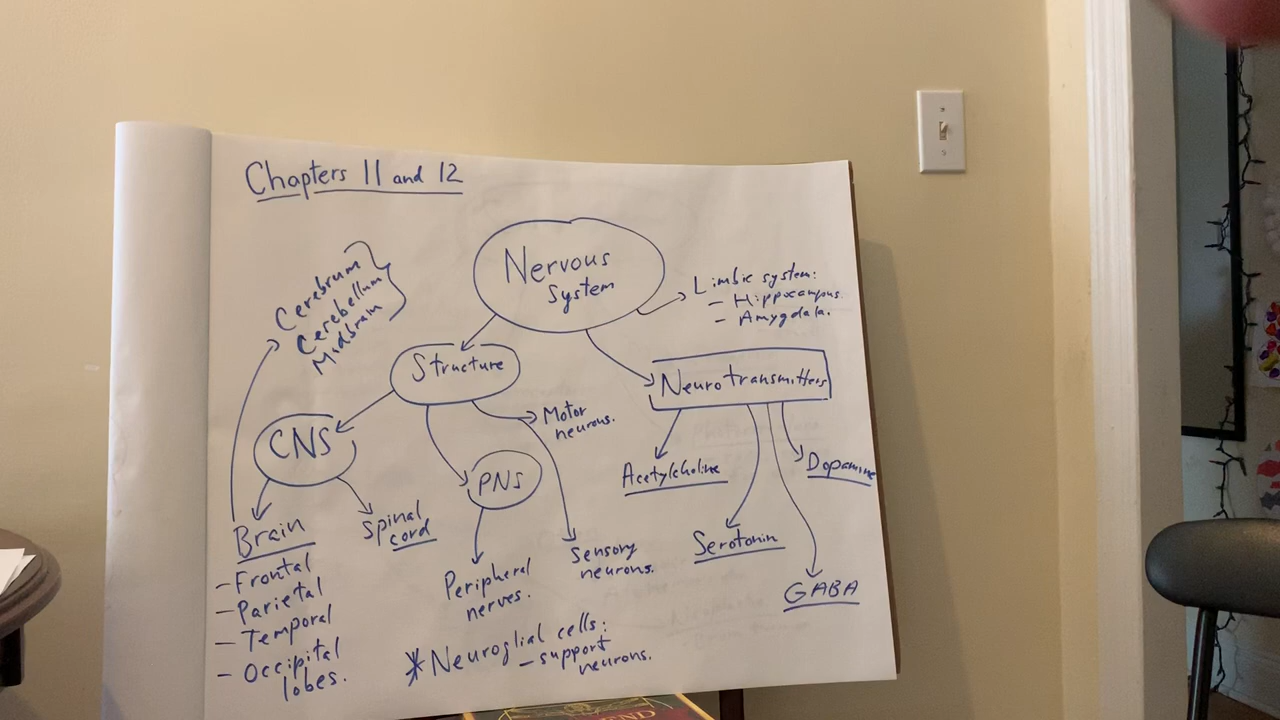 Chapters 11 and 12
Nervous
System
Limbic system:
- Hippocampus
- Amygdala.
Cerebrum
Cerebellum
Midbrain
Structure
Neurotransmitters
Motor
neurons.
CNS
PNS
Acetylcholine
Dopamine
Brain
Spinal
cord
Serotonin
Sensory
neurons.
Peripheral
nerves.
GABA
- Frontal
- Parietal
- Temporal
- Occipital
lobes.
* Neuroglial cells:
- support
neurons.
END